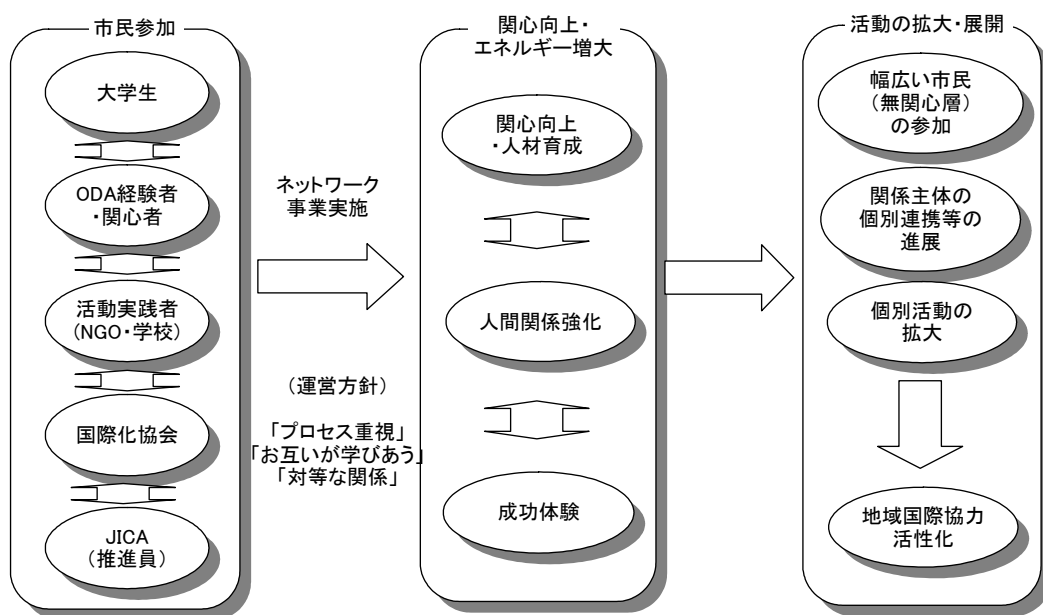 市民参加
大学生
ODA経験者
・関心者
活動実践者
(NGO・学校)
国際化協会
JICA
(推進員)
ネットワーク
事業実施
(運営方針)
「プロセス重視」
「お互いが学びあう」
「対等な関係」
関心向上・
エネルギー増大
関心向上
・人材育成
人間関係強化
成功体験
活動の拡大・展開
幅広い市民
(無関心層)
の参加
関係主体の
個別連携等の
進展
個別活動の
拡大
地域国際協力
活性化